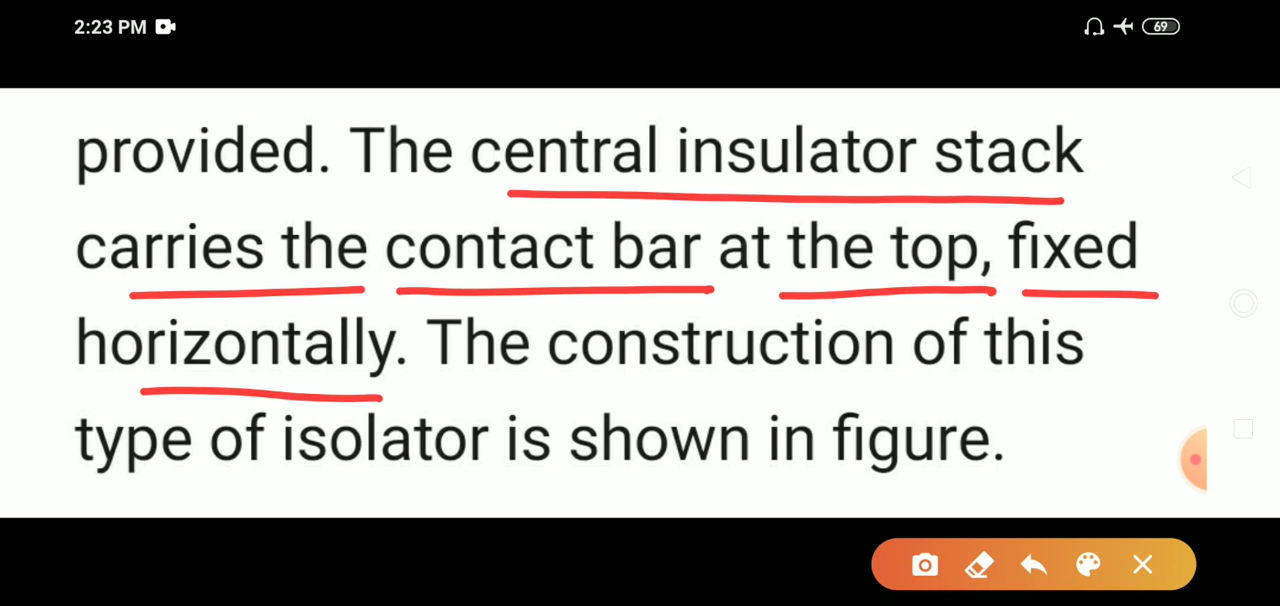 2:23 PM
69
provided. The central insulator stack
carries the contact bar at the top, fixed
horizontally. The construction of this
type of isolator is shown in figure.